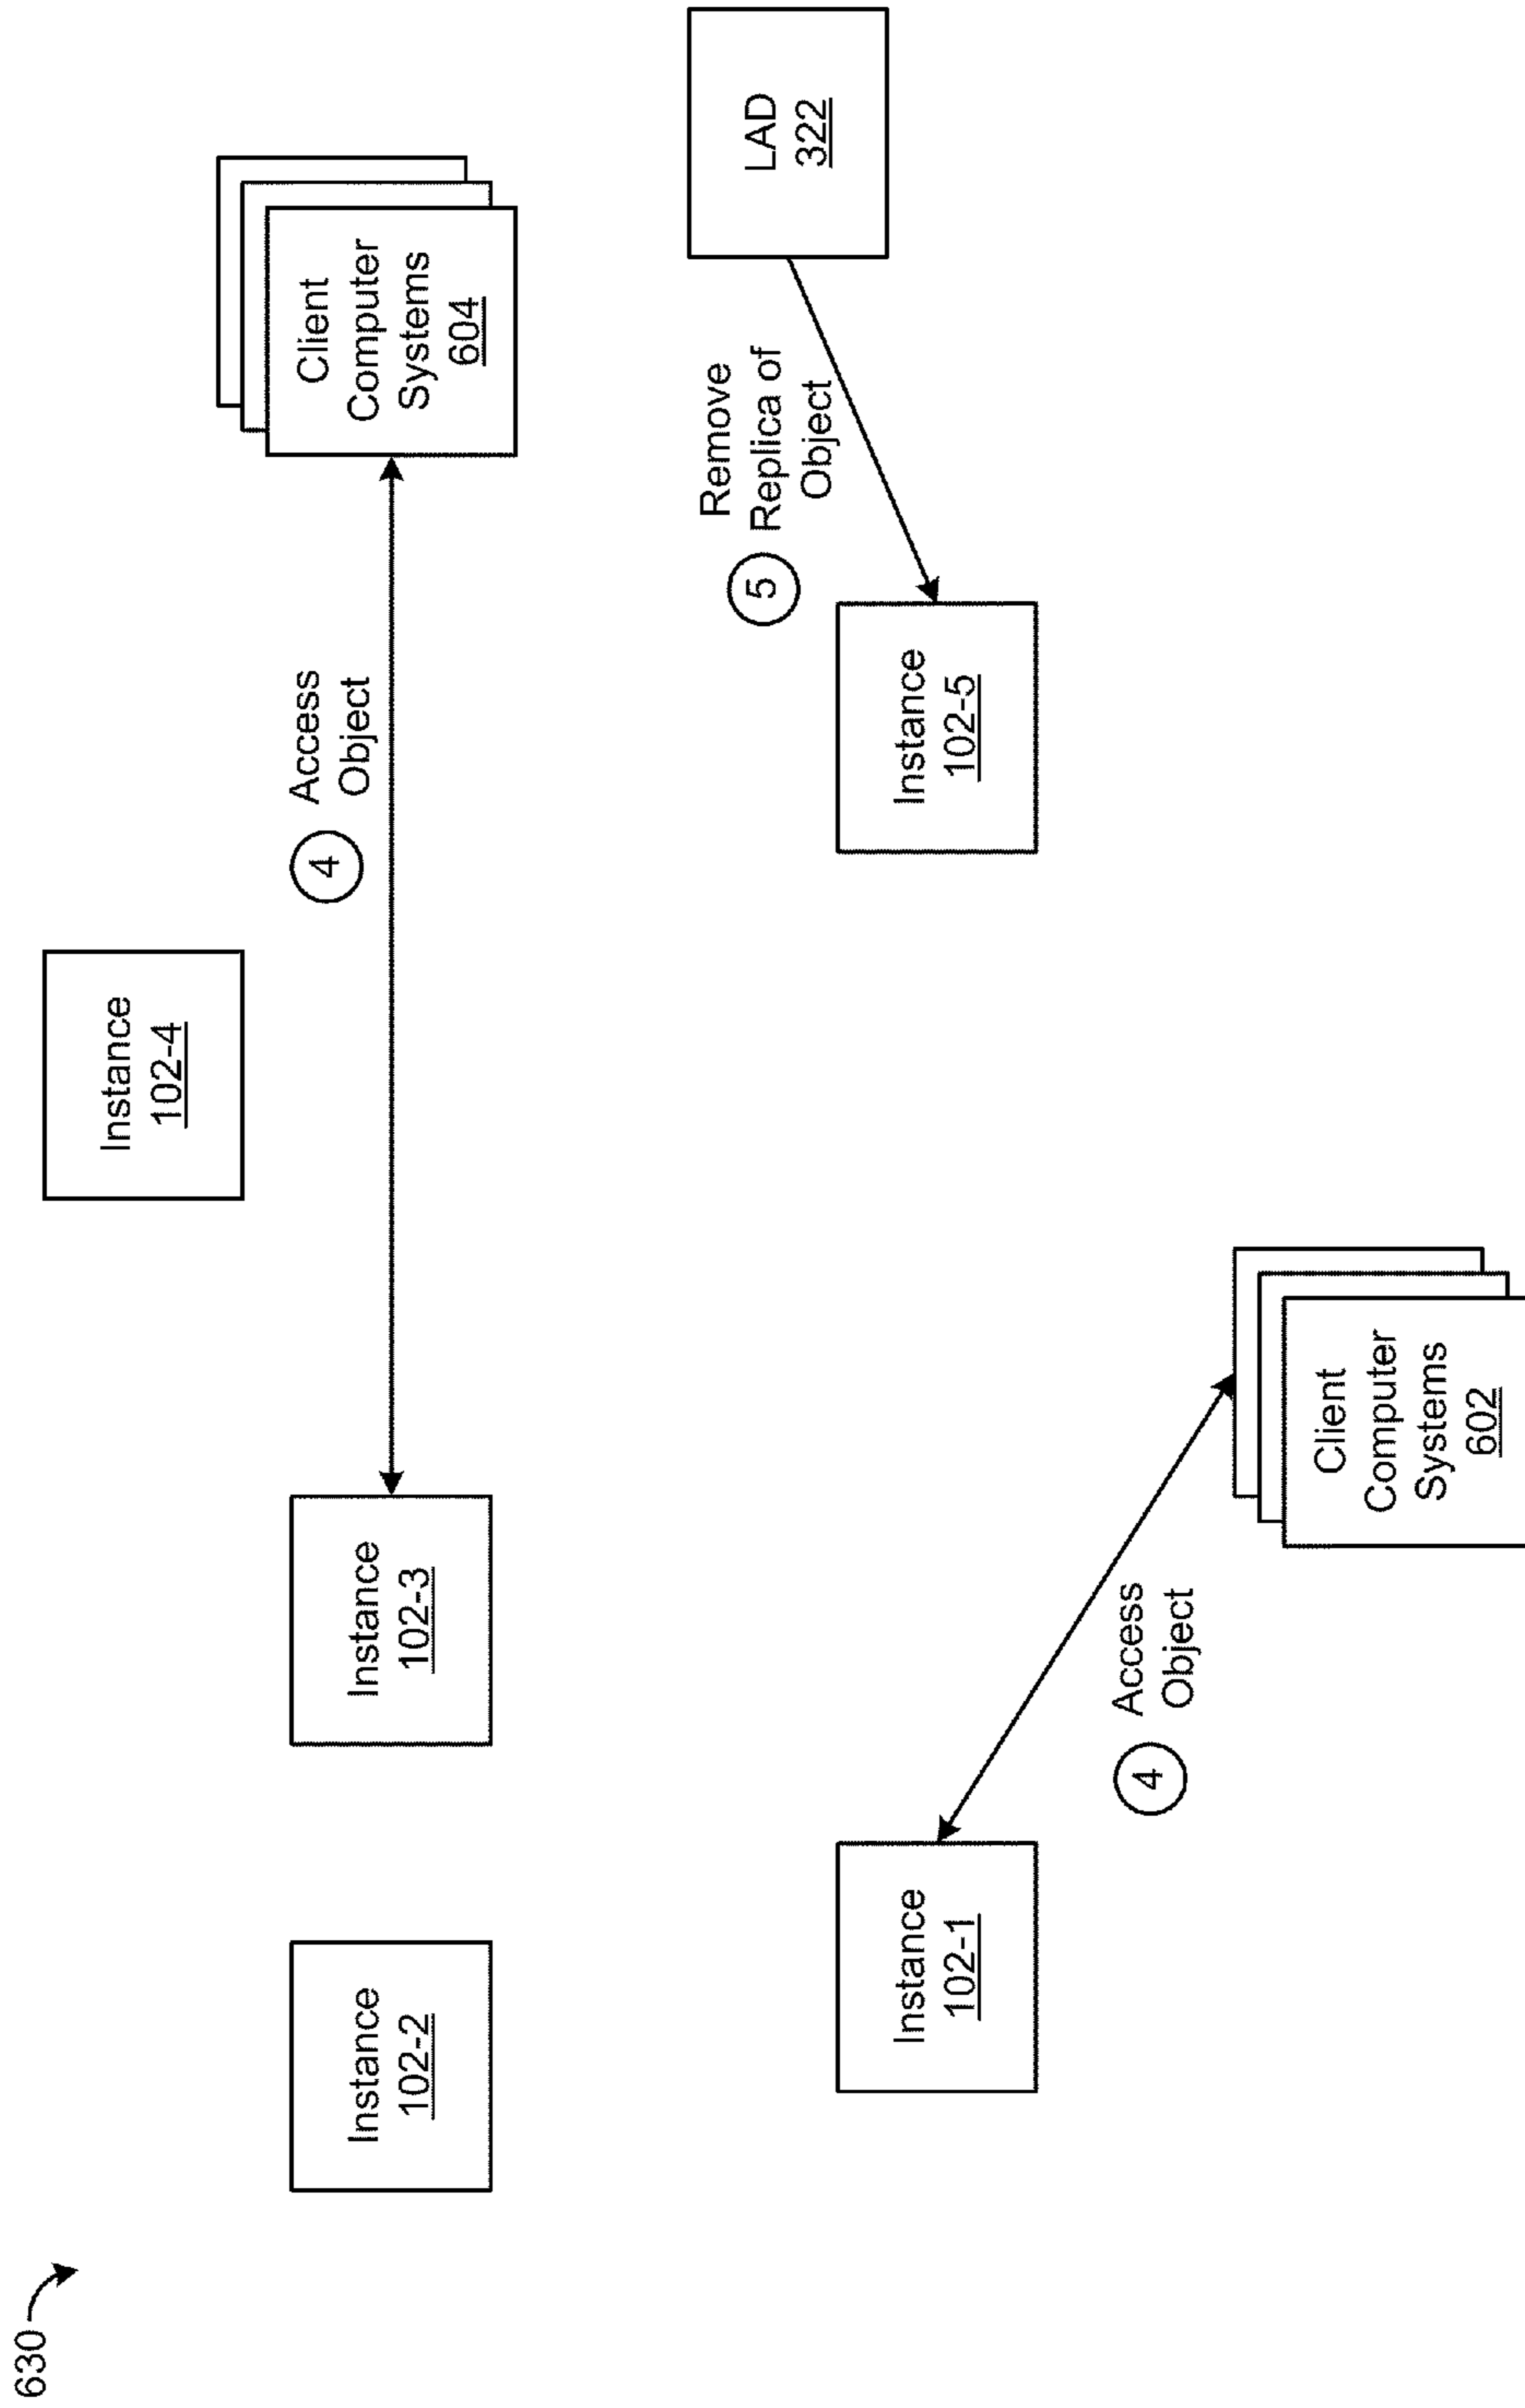 630
Instance
102-2
Instance
102-3
Instance
102-4
4
Access
Object
Client
Computer
Systems
604
Instance
102-1
4
Access
Object
Client
Computer
Systems
602
Instance
102-5
5
Remove
Replica of
Object
LAD
322